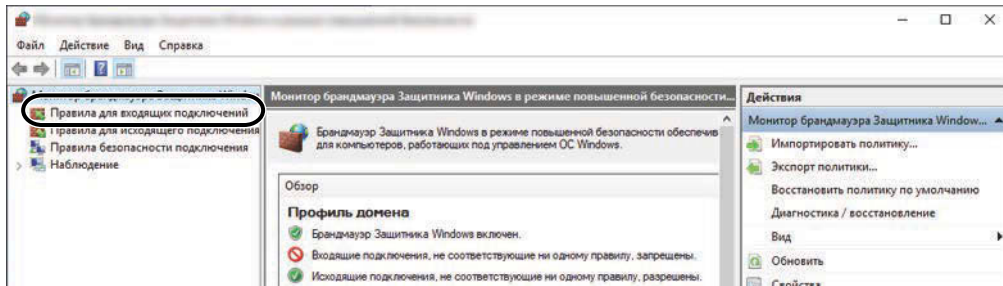 Файл Действие Вид Справка
Правила для входящих подключений
Правила для исходящего подключения
Правила безопасности подключения
Наблюдение
Монитор брандмауэра Защитника Windows в режиме повышенной безопасности...
Брандмауэр Защитника Windows в режиме повышенной безопасности обеспечив
для компьютеров, работающих под управлением ОС Windows.
Обзор
Профиль домена
Брандмауэр Защитника Windows включен.
Входящие подключения, не соответствующие ни одному правилу, запрещены.
Исходящие подключения, не соответствующие ни одному правилу, разрешены.
Действия
Монитор брандмауэра Защитника Window...
Импортировать политику...
Экспорт политики...
Восстановить политику по умолчанию
Диагностика / восстановление
Вид
Обновить
Свойства